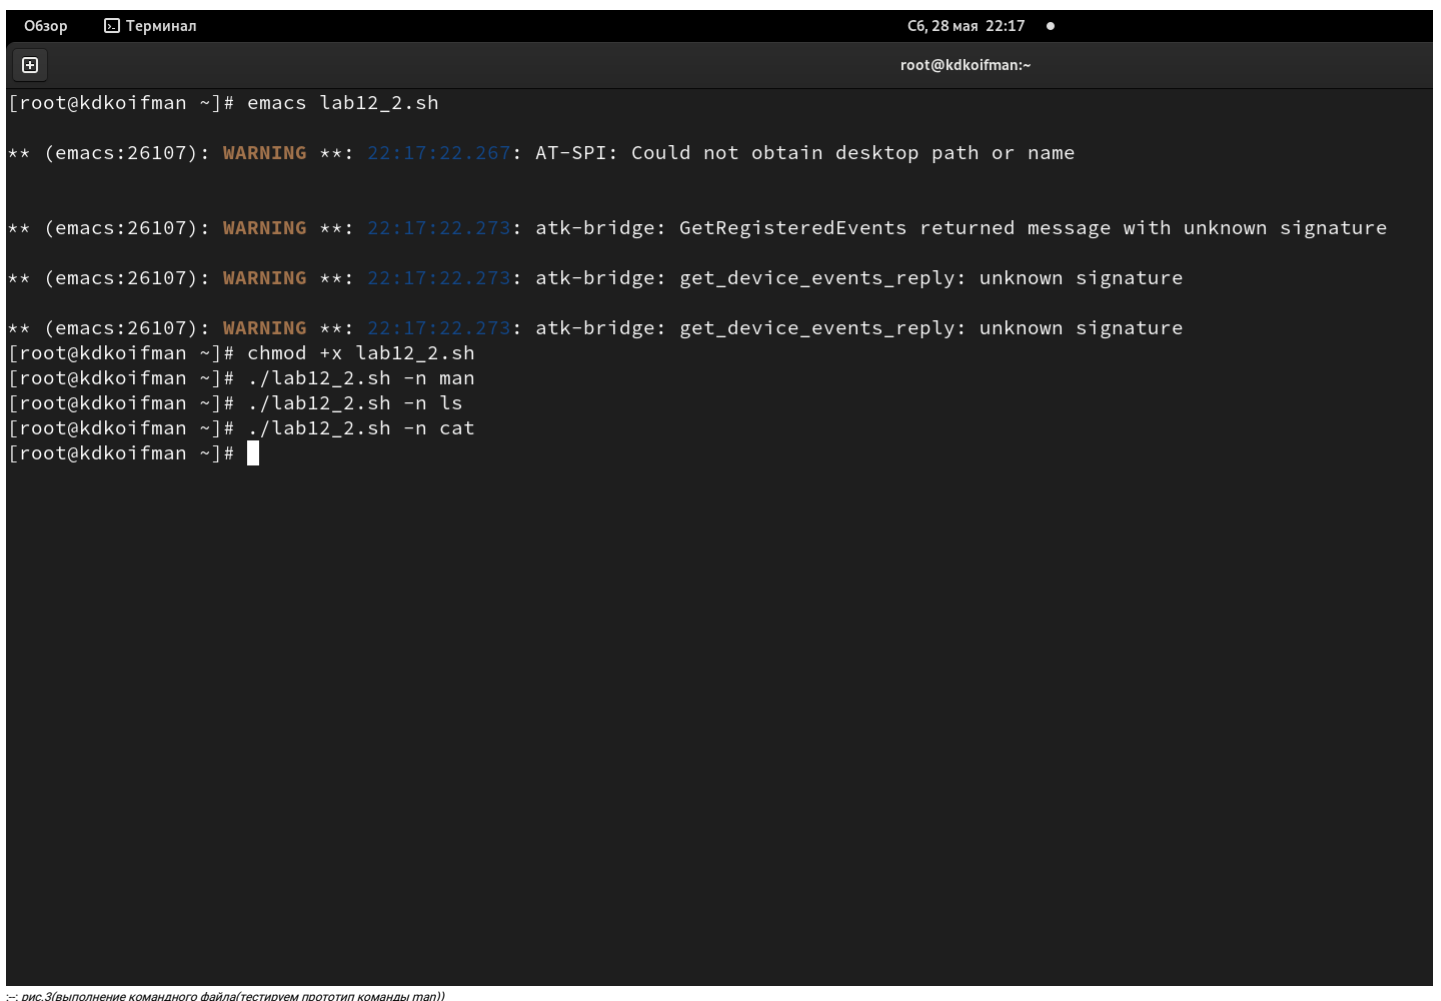 Обзор Терминал Сб, 28 мая 22:17
root@kdkoifman:~
[root@kdkoifman ~]# emacs lab12_2.sh
** (emacs:26107): WARNING **: 22:17:22.267: AT-SPI: Could not obtain desktop path or name
** (emacs:26107): WARNING **: 22:17:22.273: atk-bridge: GetRegisteredEvents returned message with unknown signature
** (emacs:26107): WARNING **: 22:17:22.273: atk-bridge: get_device_events_reply: unknown signature
** (emacs:26107): WARNING **: 22:17:22.273: atk-bridge: get_device_events_reply: unknown signature
[root@kdkoifman ~]# chmod +x lab12_2.sh
[root@kdkoifman ~]# ./lab12_2.sh -n man
[root@kdkoifman ~]# ./lab12_2.sh -n ls
[root@kdkoifman ~]# ./lab12_2.sh -n cat
[root@kdkoifman ~]#
:--: рис.3(выполнение командного файла(тестируем прототип команды man))